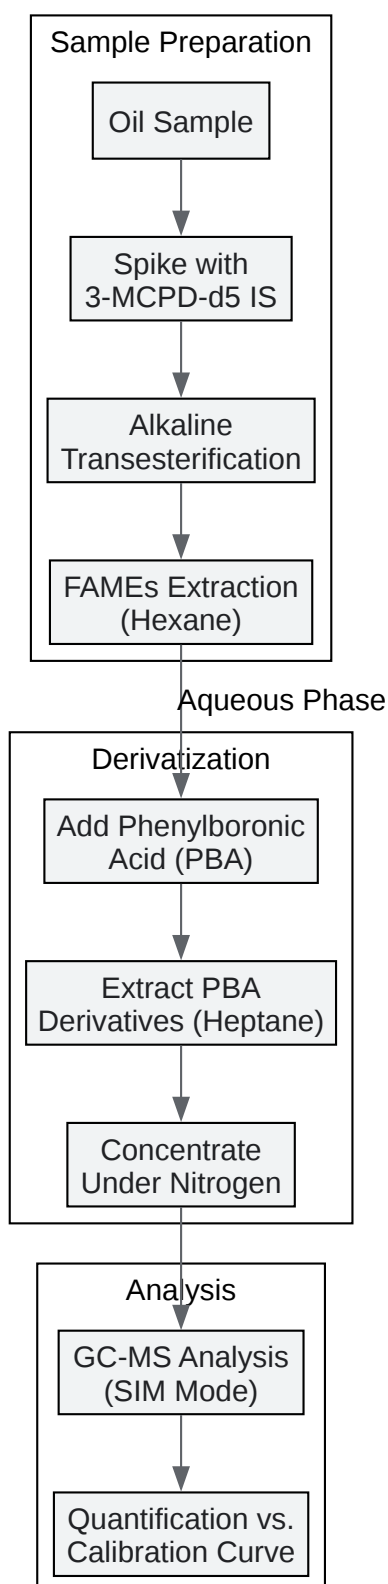 Sample Preparation
Oil Sample
Spike with
3-MCPD-d5 IS
Alkaline
Transesterification
FAMEs Extraction
(Hexane)
Aqueous Phase
Derivatization
Add Phenylboronic
Acid (PBA)
Extract PBA
Derivatives (Heptane)
Concentrate
Under Nitrogen
Analysis
GC-MS Analysis
(SIM Mode)
Quantification vs.
Calibration Curve